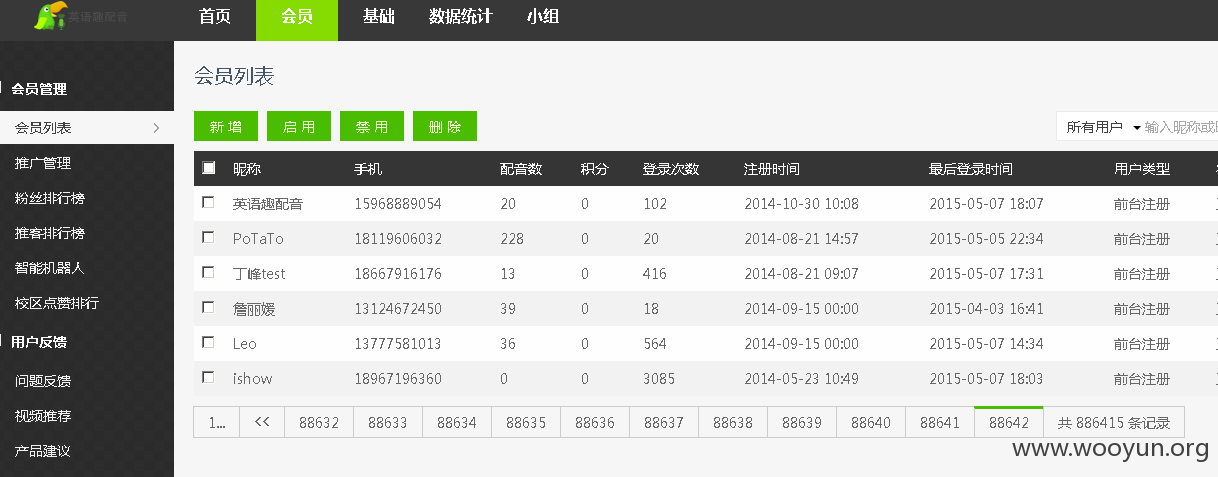 英语趣配音 首页 会员 基础 数据统计 小组
会员管理
会员列表
推广管理
粉丝排行榜
推客排行榜
智能机器人
校区点赞排行
用户反馈
问题反馈
视频推荐
产品建议
会员列表
新 增 启 用 禁 用 删 除 所有用户
昵称 手机 配音数 积分 登录次数 注册时间 最后登录时间 用户类型
英语趣配音 15968889054 20 0 102 2014-10-30 10:08 2015-05-07 18:07 前台注册
PoTaTo 18119606032 228 0 20 2014-08-21 14:57 2015-05-05 22:34 前台注册
丁峰test 18667916176 13 0 416 2014-08-21 09:07 2015-05-07 17:31 前台注册
詹丽媛 13124672450 39 0 18 2014-09-15 00:00 2015-04-03 16:41 前台注册
Leo 13777581013 36 0 564 2014-09-15 00:00 2015-05-07 14:34 前台注册
ishow 18967196360 0 0 3085 2014-05-23 10:49 2015-05-07 18:03 前台注册
1... << 88632 88633 88634 88635 88636 88637 88638 88639 88640 88641 88642 共 886415 条记录
www.wooyun.org